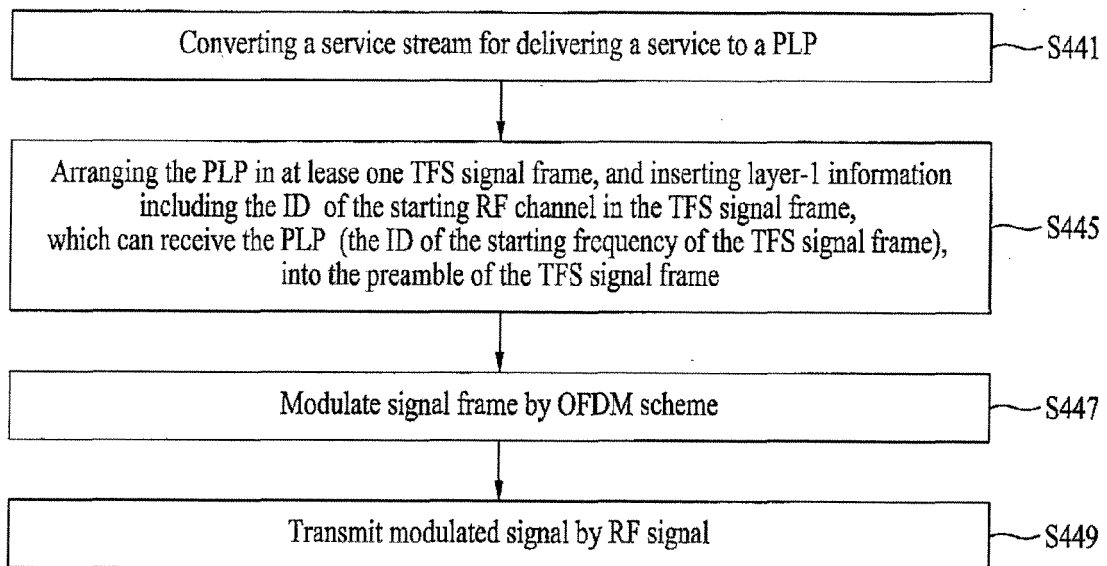 Converting a service stream for delivering a service to a PLP
S441
Arranging the PLP in at lease one TFS signal frame, and inserting layer-1 information
including the ID of the starting RF channel in the TFS signal frame,
which can receive the PLP (the ID of the starting frequency of the TFS signal frame),
into the preamble of the TFS signal frame
S445
Modulate signal frame by OFDM scheme
S447
Transmit modulated signal by RF signal
S449